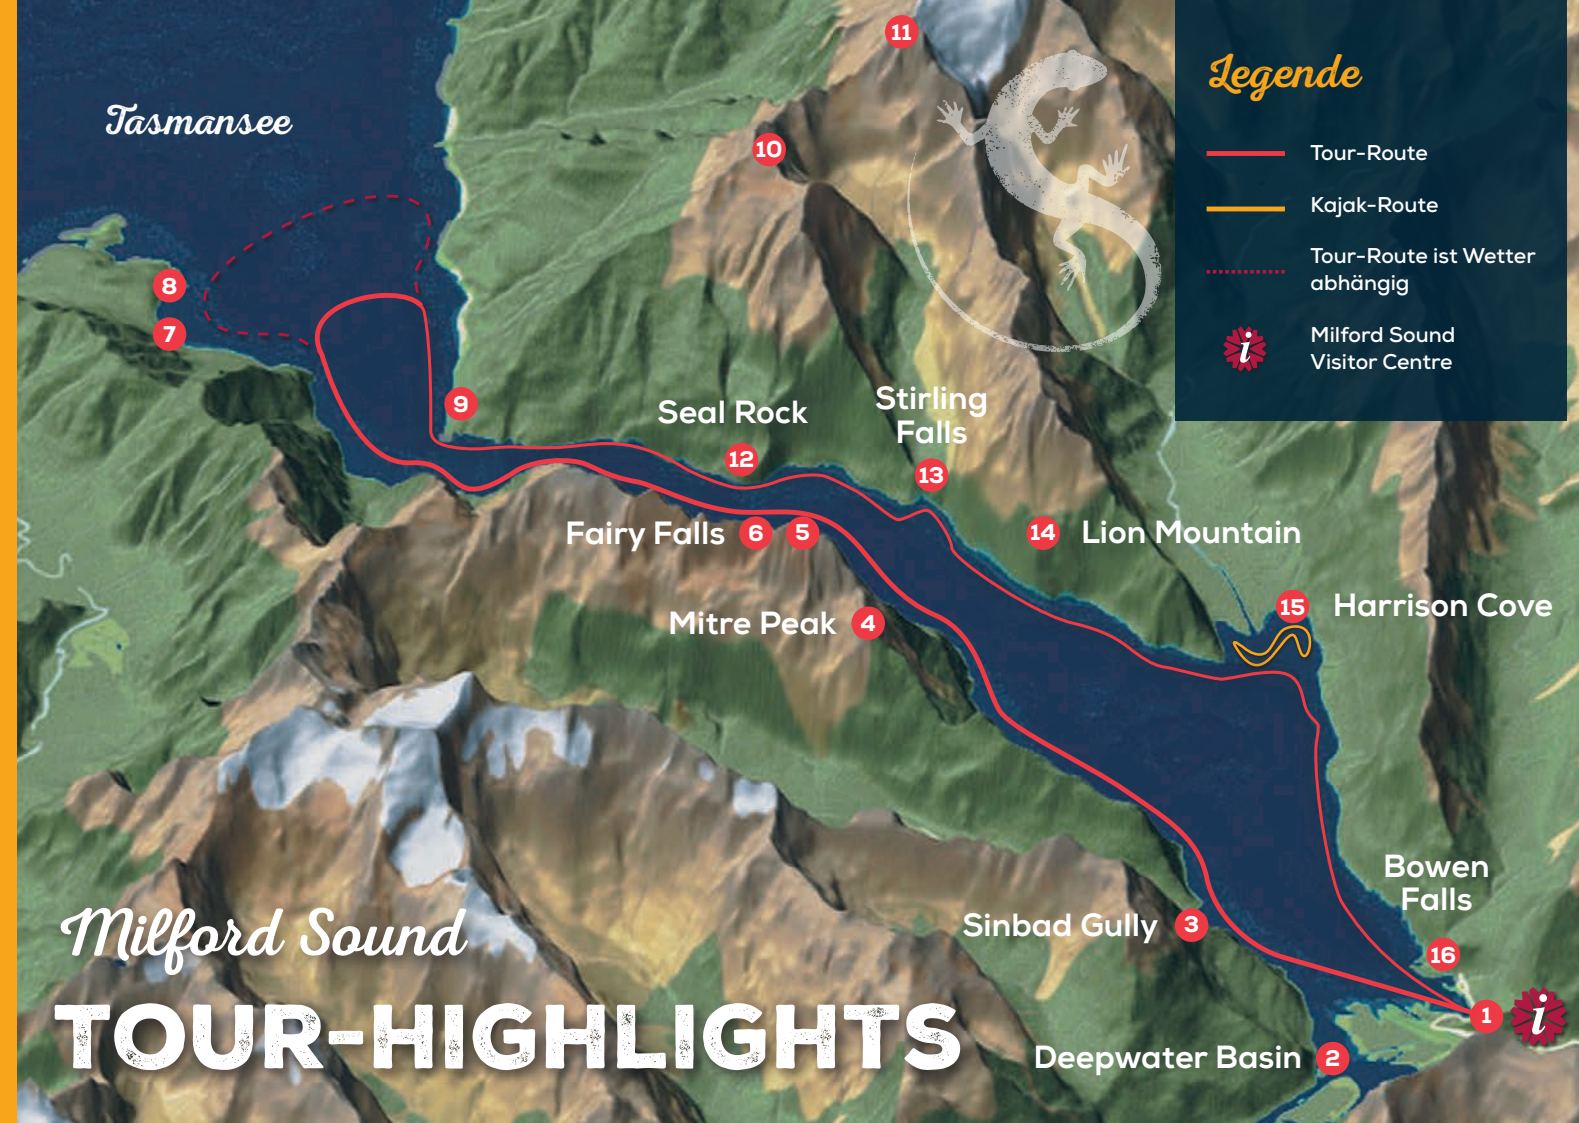 Tasmansee
Legende
Tour-Route
Kajak-Route
Tour-Route ist Wetter
abhängig
i
Milford Sound
Visitor Centre
11
10
8
7
9
Seal Rock
12
Stirling
Falls
13
Fairy Falls 6 5
14 Lion Mountain
Mitre Peak 4
15 Harrison Cove
Bowen
Falls
16
Sinbad Gully 3
1 i
Deepwater Basin 2
Milford Sound
TOUR-HIGHLIGHTS